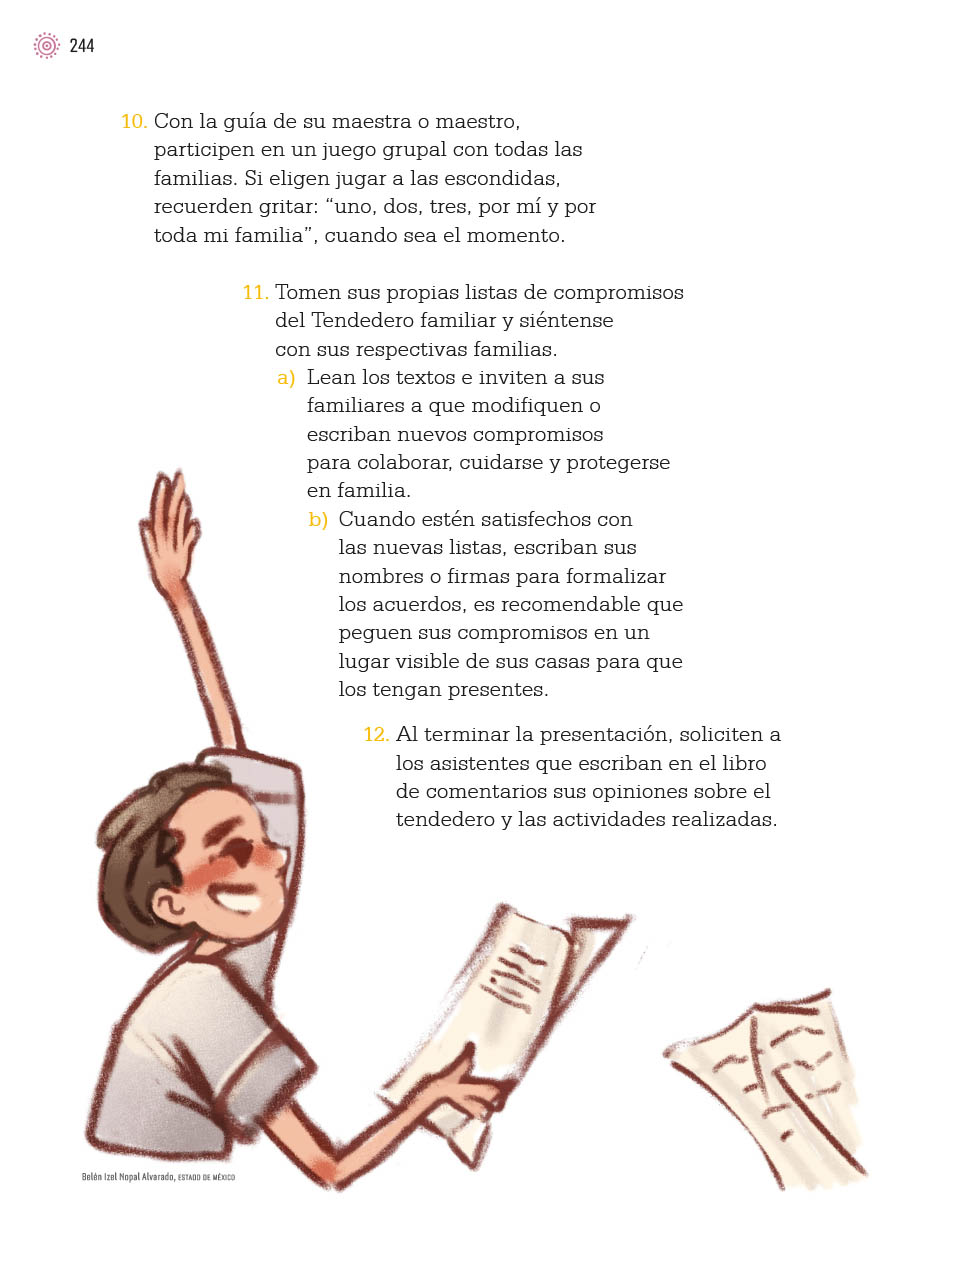 244
10. Con la guía de su maestra o maestro,
participen en un juego grupal con todas las
familias. Si eligen jugar a las escondidas,
recuerden gritar: “uno, dos, tres, por mí y por
toda mi familia”, cuando sea el momento.
11. Tomen sus propias listas de compromisos
del Tendedero familiar y siéntense
con sus respectivas familias.
a) Lean los textos e inviten a sus
familiares a que modifiquen o
escriban nuevos compromisos
para colaborar, cuidarse y protegerse
en familia.
b) Cuando estén satisfechos con
las nuevas listas, escriban sus
nombres o firmas para formalizar
los acuerdos, es recomendable que
peguen sus compromisos en un
lugar visible de sus casas para que
los tengan presentes.
12. Al terminar la presentación, soliciten a
los asistentes que escriban en el libro
de comentarios sus opiniones sobre el
tendedero y las actividades realizadas.
Belén Izel Nopal Alvarado, ESTADO DE MÉXICO